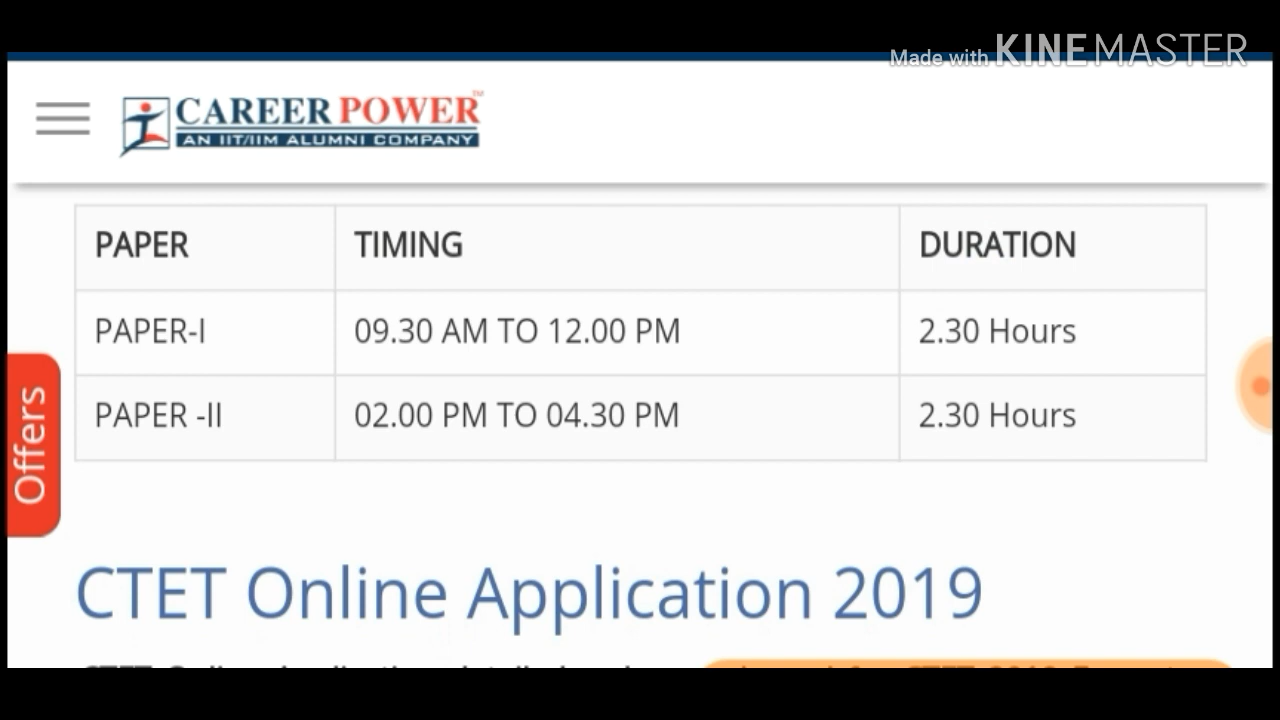 Made with KINEMASTER
CAREER POWER™
AN IIT/IIM ALUMNI COMPANY
PAPER TIMING DURATION
PAPER-I 09.30 AM TO 12.00 PM 2.30 Hours
PAPER -II 02.00 PM TO 04.30 PM 2.30 Hours
Offers
CTET Online Application 2019